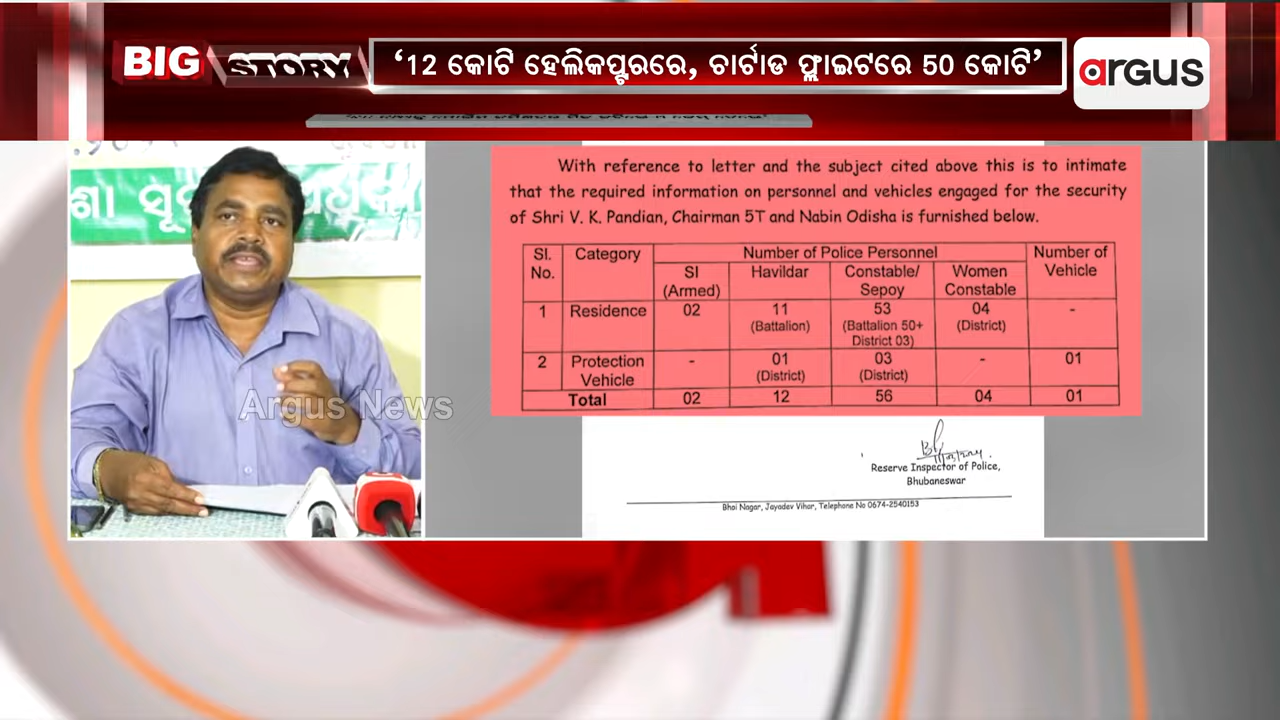 BIG STORY
‘12 କୋଟି ହେଲିକପ୍ଟରରେ, ଚାର୍ଟାଡ ଫ୍ଲାଇଟରେ 50 କୋଟି’
argus
With reference to letter and the subject cited above this is to intimate
that the required information on personnel and vehicles engaged for the security
of Shri V. K. Pandian, Chairman 5T and Nabin Odisha is furnished below.
Sl. No. Category Number of Police Personnel Number of Vehicle
SI (Armed) Havildar Constable/ Sepoy Women Constable
1 Residence 02 11 (Battalion) 53 (Battalion 50+ District 03) 04 (District) -
2 Protection Vehicle - 01 (District) 03 (District) - 01
Total 02 12 56 04 01
Argus News
Reserve Inspector of Police,
Bhubaneswar
Bhoi Nagar, Jayadev Vihar, Telephone No 0674-2540153